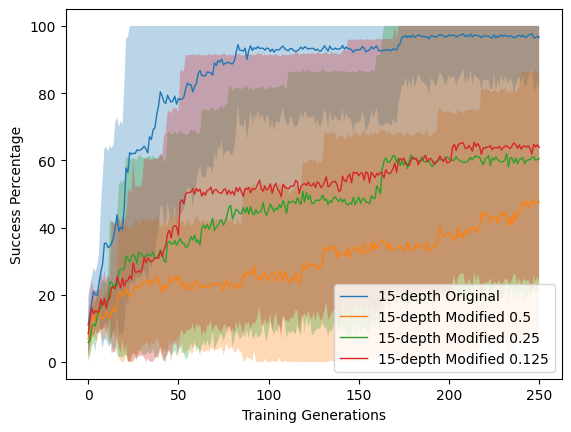 100
80
60
40
20
0
Success Percentage
0 50 100 150 200 250
Training Generations
15-depth Original
15-depth Modified 0.5
15-depth Modified 0.25
15-depth Modified 0.125